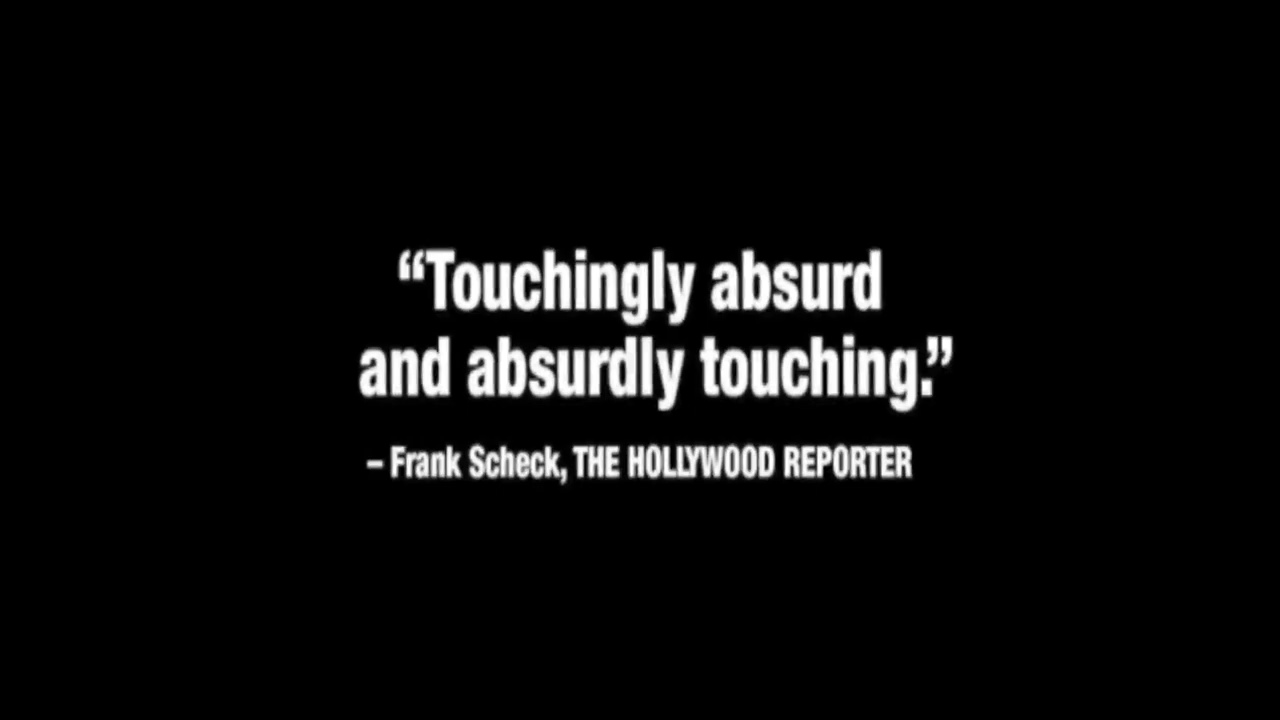 “Touchingly absurd
and absurdly touching.”
– Frank Scheck, THE HOLLYWOOD REPORTER